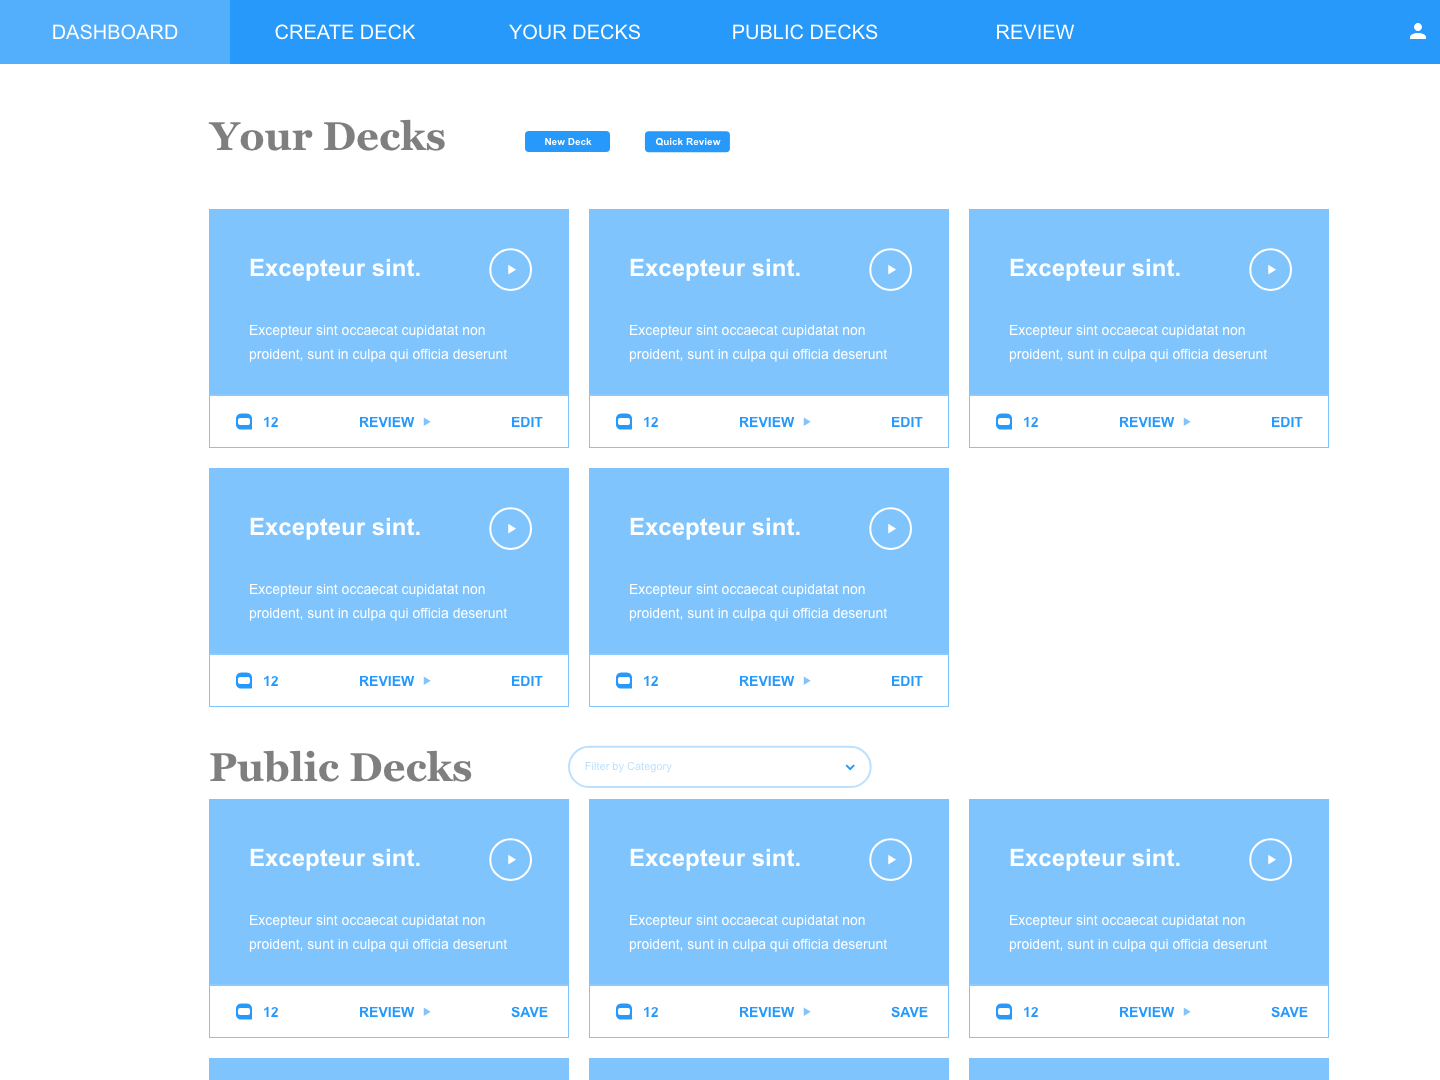 DASHBOARD CREATE DECK YOUR DECKS PUBLIC DECKS REVIEW
Your Decks New Deck Quick Review
Excepteur sint. Excepteur sint. Excepteur sint.
Excepteur sint occaecat cupidatat non Excepteur sint occaecat cupidatat non Excepteur sint occaecat cupidatat non
proident, sunt in culpa qui officia deserunt proident, sunt in culpa qui officia deserunt proident, sunt in culpa qui officia deserunt
12 REVIEW EDIT 12 REVIEW EDIT 12 REVIEW EDIT
Excepteur sint. Excepteur sint.
Excepteur sint occaecat cupidatat non Excepteur sint occaecat cupidatat non
proident, sunt in culpa qui officia deserunt proident, sunt in culpa qui officia deserunt
12 REVIEW EDIT 12 REVIEW EDIT
Public Decks Filter by Category
Excepteur sint. Excepteur sint. Excepteur sint.
Excepteur sint occaecat cupidatat non Excepteur sint occaecat cupidatat non Excepteur sint occaecat cupidatat non
proident, sunt in culpa qui officia deserunt proident, sunt in culpa qui officia deserunt proident, sunt in culpa qui officia deserunt
12 REVIEW SAVE 12 REVIEW SAVE 12 REVIEW SAVE